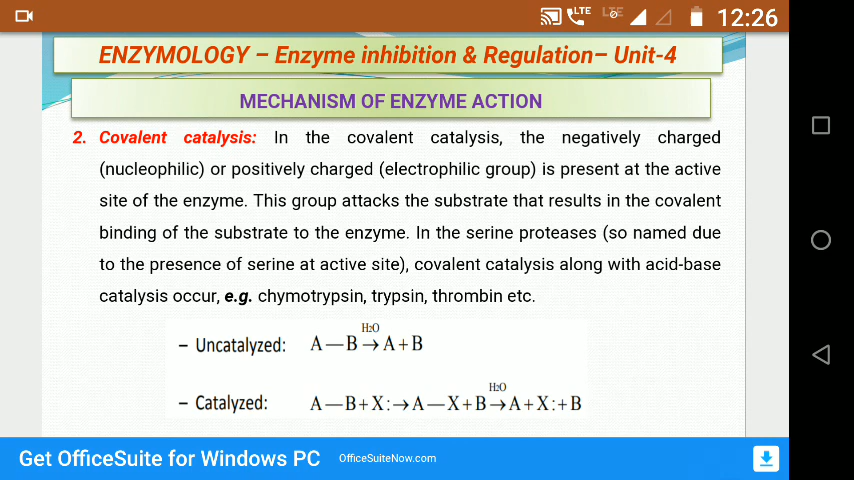 LTE LTE 12:26
ENZYMOLOGY – Enzyme inhibition & Regulation– Unit-4
MECHANISM OF ENZYME ACTION
2. Covalent catalysis: In the covalent catalysis, the negatively charged
(nucleophilic) or positively charged (electrophilic group) is present at the active
site of the enzyme. This group attacks the substrate that results in the covalent
binding of the substrate to the enzyme. In the serine proteases (so named due
to the presence of serine at active site), covalent catalysis along with acid-base
catalysis occur, e.g. chymotrypsin, trypsin, thrombin etc.
H2O
– Uncatalyzed: A—B→A+B
H2O
– Catalyzed: A—B+X:→A—X+B→A+X:+B
Get OfficeSuite for Windows PC OfficeSuiteNow.com